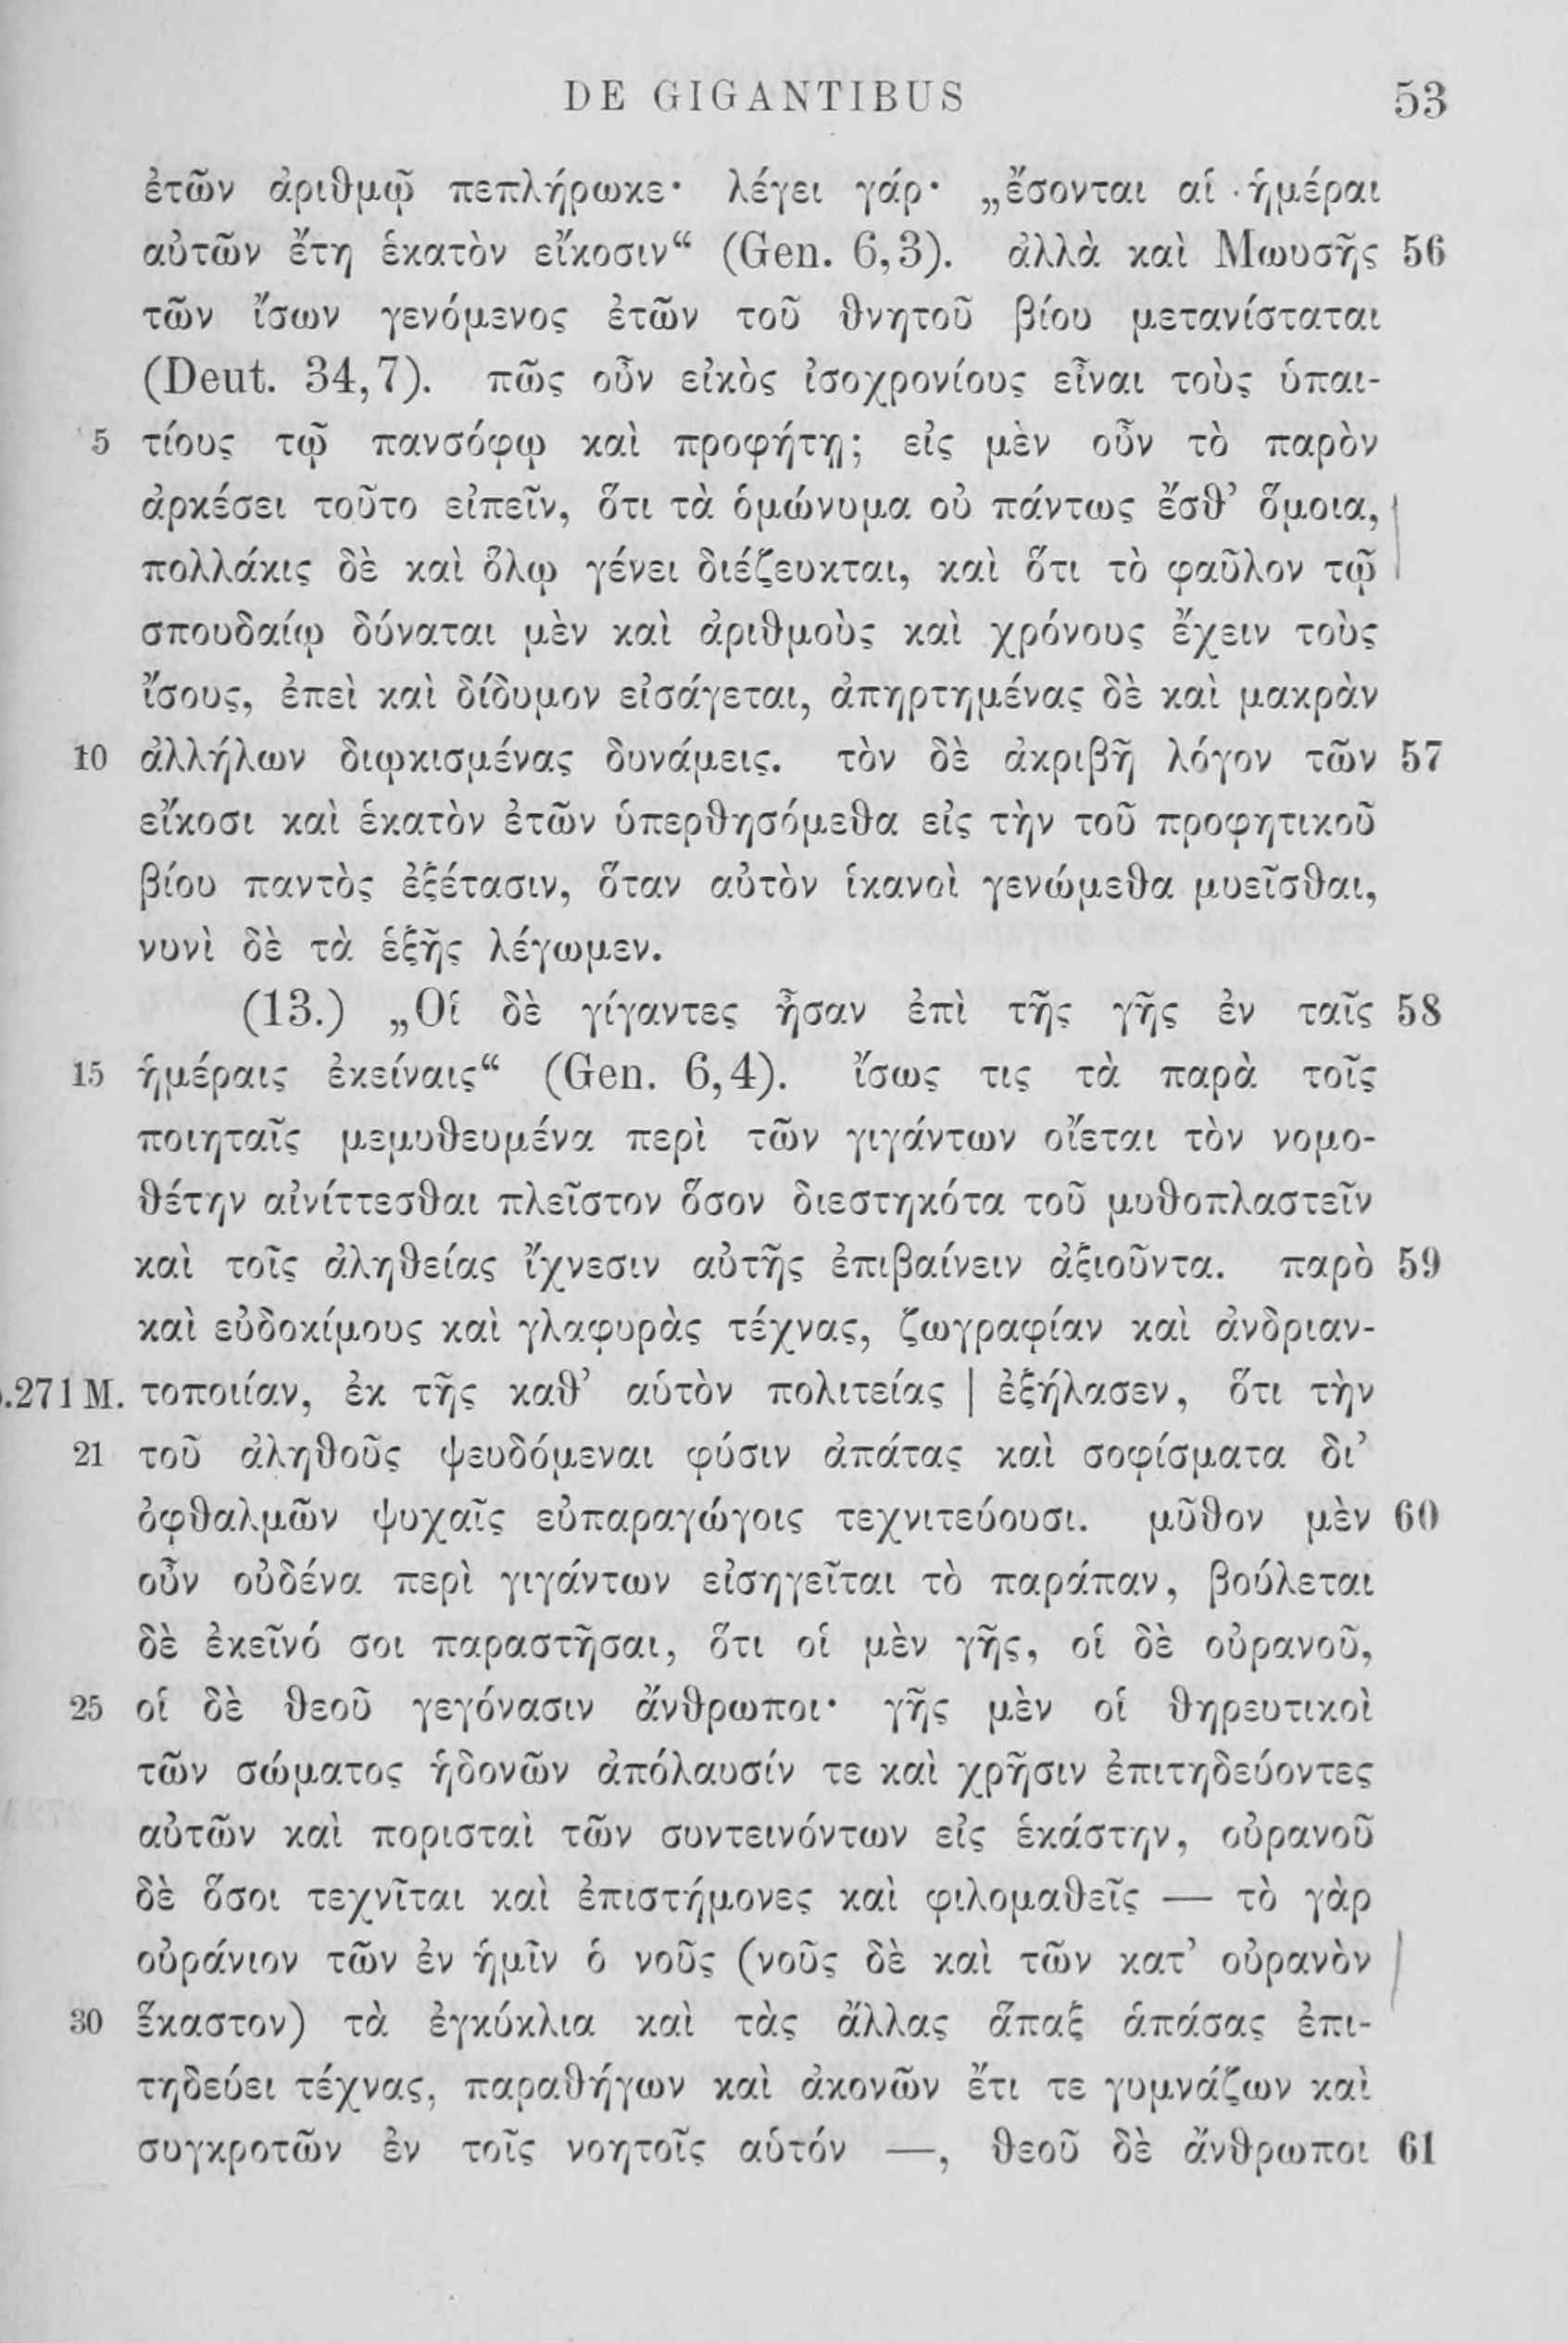 DE GIGANTIBUS 53
ἐτῶν ἀριθμῷ πεπλήρωκε· λέγει γάρ· „ἔσονται αἱ ἡμέραι
αὐτῶν ἔτη ἑκατὸν εἴκοσιν“ (Gen. 6,3). ἀλλὰ καὶ Μωυσῆς 56
τῶν ἴσων γενόμενος ἐτῶν τοῦ θνητοῦ βίου μετανίσταται
(Deut. 34,7). πῶς οὖν εἰκὸς ἰσοχρονίους εἶναι τοὺς ὑπαι-
5 τίους τῷ πανσόφῳ καὶ προφήτῃ; εἰς μὲν οὖν τὸ παρὸν
ἀρκέσει τοῦτο εἰπεῖν, ὅτι τὰ ὁμώνυμα οὐ πάντως ἔσθ’ ὅμοια,
πολλάκις δὲ καὶ ὅλῳ γένει διέζευκται, καὶ ὅτι τὸ φαῦλον τῷ
σπουδαίῳ δύναται μὲν καὶ ἀριθμοὺς καὶ χρόνους ἔχειν τοὺς
ἴσους, ἐπεὶ καὶ δίδυμον εἰσάγεται, ἀπηρτημένας δὲ καὶ μακρὰν
10 ἀλλήλων διῳκισμένας δυνάμεις. τὸν δὲ ἀκριβῆ λόγον τῶν 57
εἴκοσι καὶ ἑκατὸν ἐτῶν ὑπερθησόμεθα εἰς τὴν τοῦ προφητικοῦ
βίου παντὸς ἐξέτασιν, ὅταν αὐτὸν ἱκανοὶ γενώμεθα μυεῖσθαι,
νυνὶ δὲ τὰ ἑξῆς λέγωμεν.
(13.) „Οἱ δὲ γίγαντες ἦσαν ἐπὶ τῆς γῆς ἐν ταῖς 58
15 ἡμέραις ἐκείναις“ (Gen. 6,4). ἴσως τις τὰ παρὰ τοῖς
ποιηταῖς μεμυθευμένα περὶ τῶν γιγάντων οἴεται τὸν νομο-
θέτην αἰνίττεσθαι πλεῖστον ὅσον διεστηκότα τοῦ μυθοπλαστεῖν
καὶ τοῖς ἀληθείας ἴχνεσιν αὐτῆς ἐπιβαίνειν ἀξιοῦντα. παρὸ 59
καὶ εὐδοκίμους καὶ γλαφυρὰς τέχνας, ζωγραφίαν καὶ ἀνδριαν-
.271 M. τοποιίαν, ἐκ τῆς καθ’ αὑτὸν πολιτείας | ἐξήλασεν, ὅτι τὴν
21 τοῦ ἀληθοῦς ψευδόμεναι φύσιν ἀπάτας καὶ σοφίσματα δι’
ὀφθαλμῶν ψυχαῖς εὐπαραγώγοις τεχνιτεύουσι. μῦθον μὲν 60
οὖν οὐδένα περὶ γιγάντων εἰσηγεῖται τὸ παράπαν, βούλεται
δὲ ἐκεῖνό σοι παραστῆσαι, ὅτι οἱ μὲν γῆς, οἱ δὲ οὐρανοῦ,
25 οἱ δὲ θεοῦ γεγόνασιν ἄνθρωποι· γῆς μὲν οἱ θηρευτικοὶ
τῶν σώματος ἡδονῶν ἀπόλαυσίν τε καὶ χρῆσιν ἐπιτηδεύοντες
αὐτῶν καὶ πορισταὶ τῶν συντεινόντων εἰς ἑκάστην, οὐρανοῦ
δὲ ὅσοι τεχνῖται καὶ ἐπιστήμονες καὶ φιλομαθεῖς — τὸ γὰρ
οὐράνιον τῶν ἐν ἡμῖν ὁ νοῦς (νοῦς δὲ καὶ τῶν κατ’ οὐρανὸν
30 ἕκαστον) τὰ ἐγκύκλια καὶ τὰς ἄλλας ἅπαξ ἁπάσας ἐπι-
τηδεύει τέχνας, παραθήγων καὶ ἀκονῶν ἔτι τε γυμνάζων καὶ
συγκροτῶν ἐν τοῖς νοητοῖς αὑτόν —, θεοῦ δὲ ἄνθρωποι 61